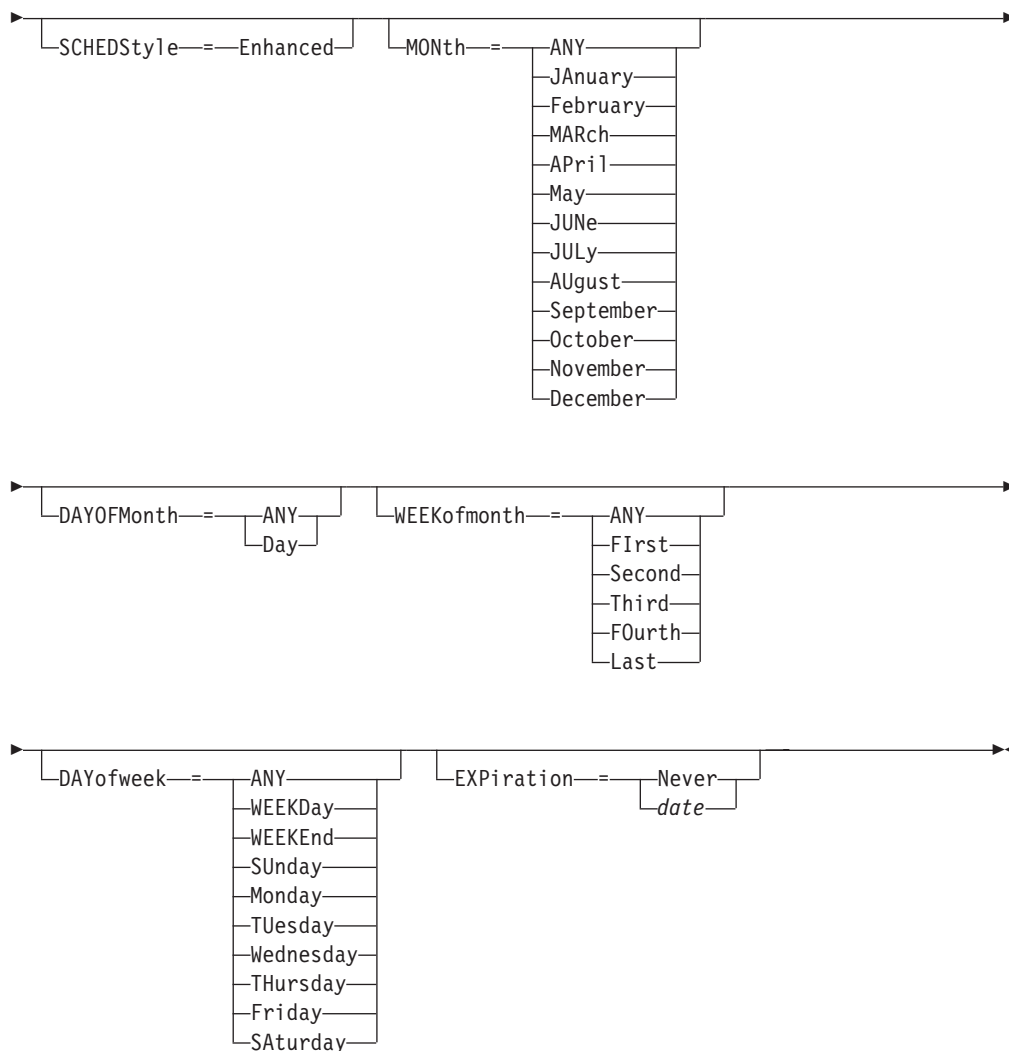 SCHEDStyle = Enhanced MONth = ANY
JAnuary
February
MARch
APril
May
JUNe
JULy
AUgust
September
October
November
December
DAYOFMonth = ANY WEEKofmonth = ANY
Day FIrst
Second
Third
FOurth
Last
DAYofweek = ANY EXPiration = Never
WEEKDay date
WEEKEnd
SUnday
Monday
TUesday
Wednesday
THursday
Friday
SAturday